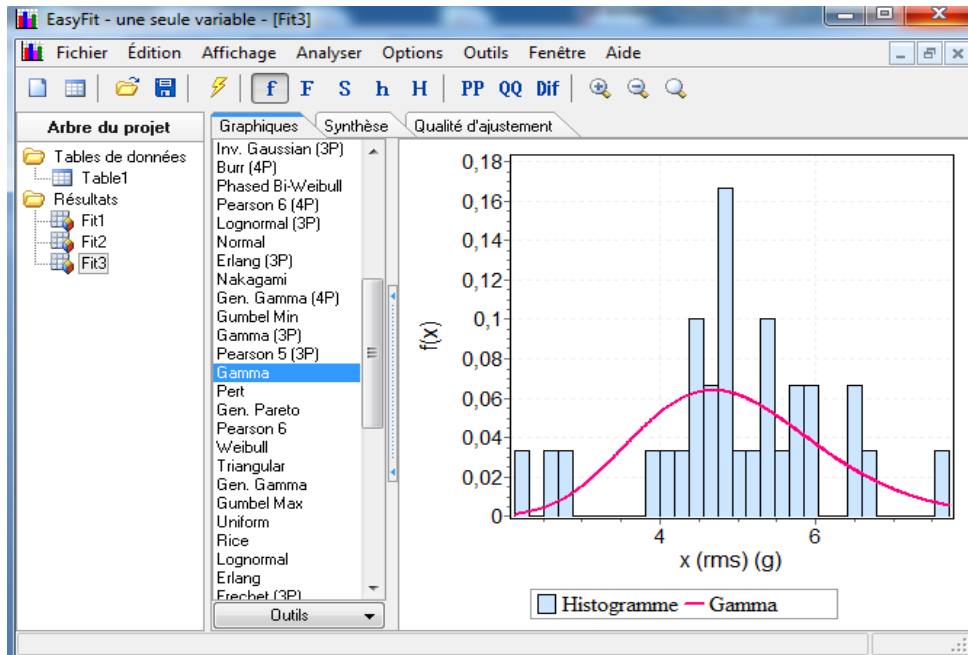 EasyFit - une seule variable - [Fit3]
Fichier Édition Affichage Analyser Options Outils Fenêtre Aide
f F S h H PP QQ Dif
Arbre du projet
Tables de données
Table1
Résultats
Fit1
Fit2
Fit3
Graphiques Synthèse Qualité d'ajustement
Inv. Gaussian (3P)
Burr (4P)
Phased Bi-Weibull
Pearson 6 (4P)
Lognormal (3P)
Normal
Erlang (3P)
Nakagami
Gen. Gamma (4P)
Gumbel Min
Gamma (3P)
Pearson 5 (3P)
Gamma
Pert
Gen. Pareto
Pearson 6
Weibull
Triangular
Gen. Gamma
Gumbel Max
Uniform
Rice
Lognormal
Erlang
Frechet (3P)
Outils
f(x)
0,18
0,16
0,14
0,12
0,1
0,08
0,06
0,04
0,02
0
4 6
x (rms) (g)
Histogramme Gamma